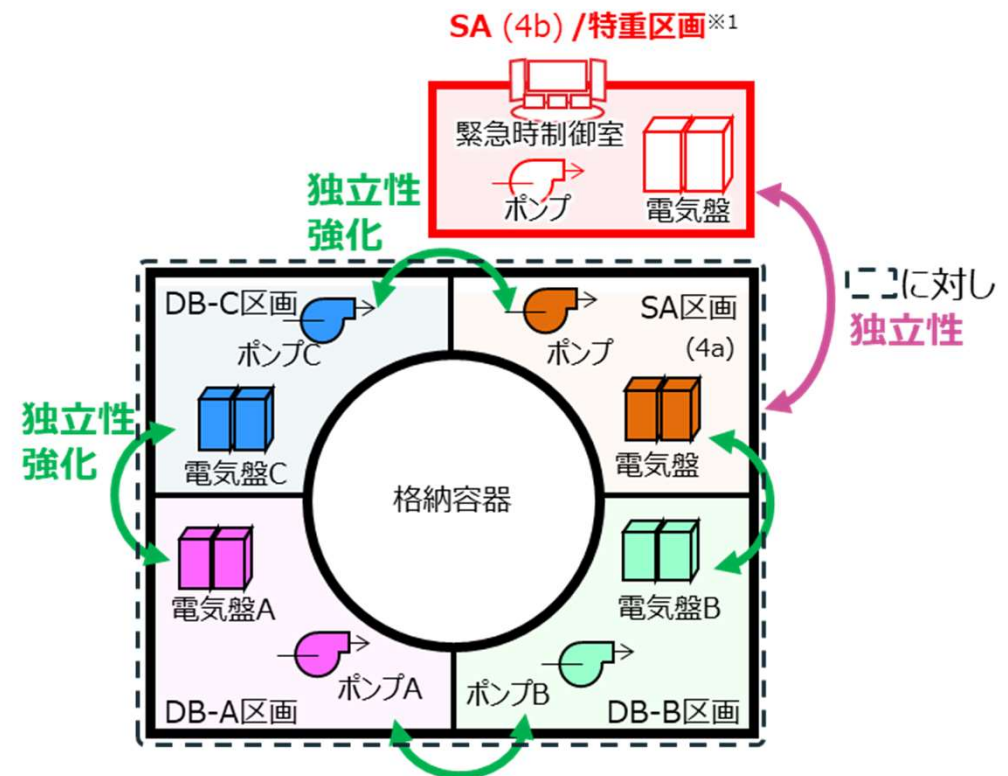 SA (4b) /特重区画※1
緊急時制御室
ポンプ
電気盤
独立性
強化
に対し
独立性
DB-C区画
ポンプC
電気盤C
ポンプ
SA区画
(4a)
電気盤
独立性
強化
格納容器
電気盤A
ポンプA
DB-A区画
電気盤B
ポンプB
DB-B区画